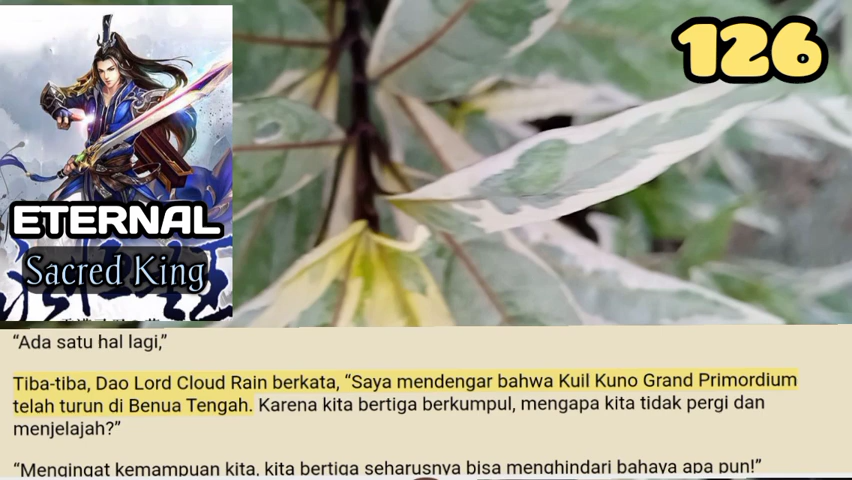 126
ETERNAL
Sacred King
“Ada satu hal lagi,”
Tiba-tiba, Dao Lord Cloud Rain berkata, “Saya mendengar bahwa Kuil Kuno Grand Primordium
telah turun di Benua Tengah. Karena kita bertiga berkumpul, mengapa kita tidak pergi dan
menjelajah?”
“Mengingat kemampuan kita, kita bertiga seharusnya bisa menghindari bahaya apa pun!”